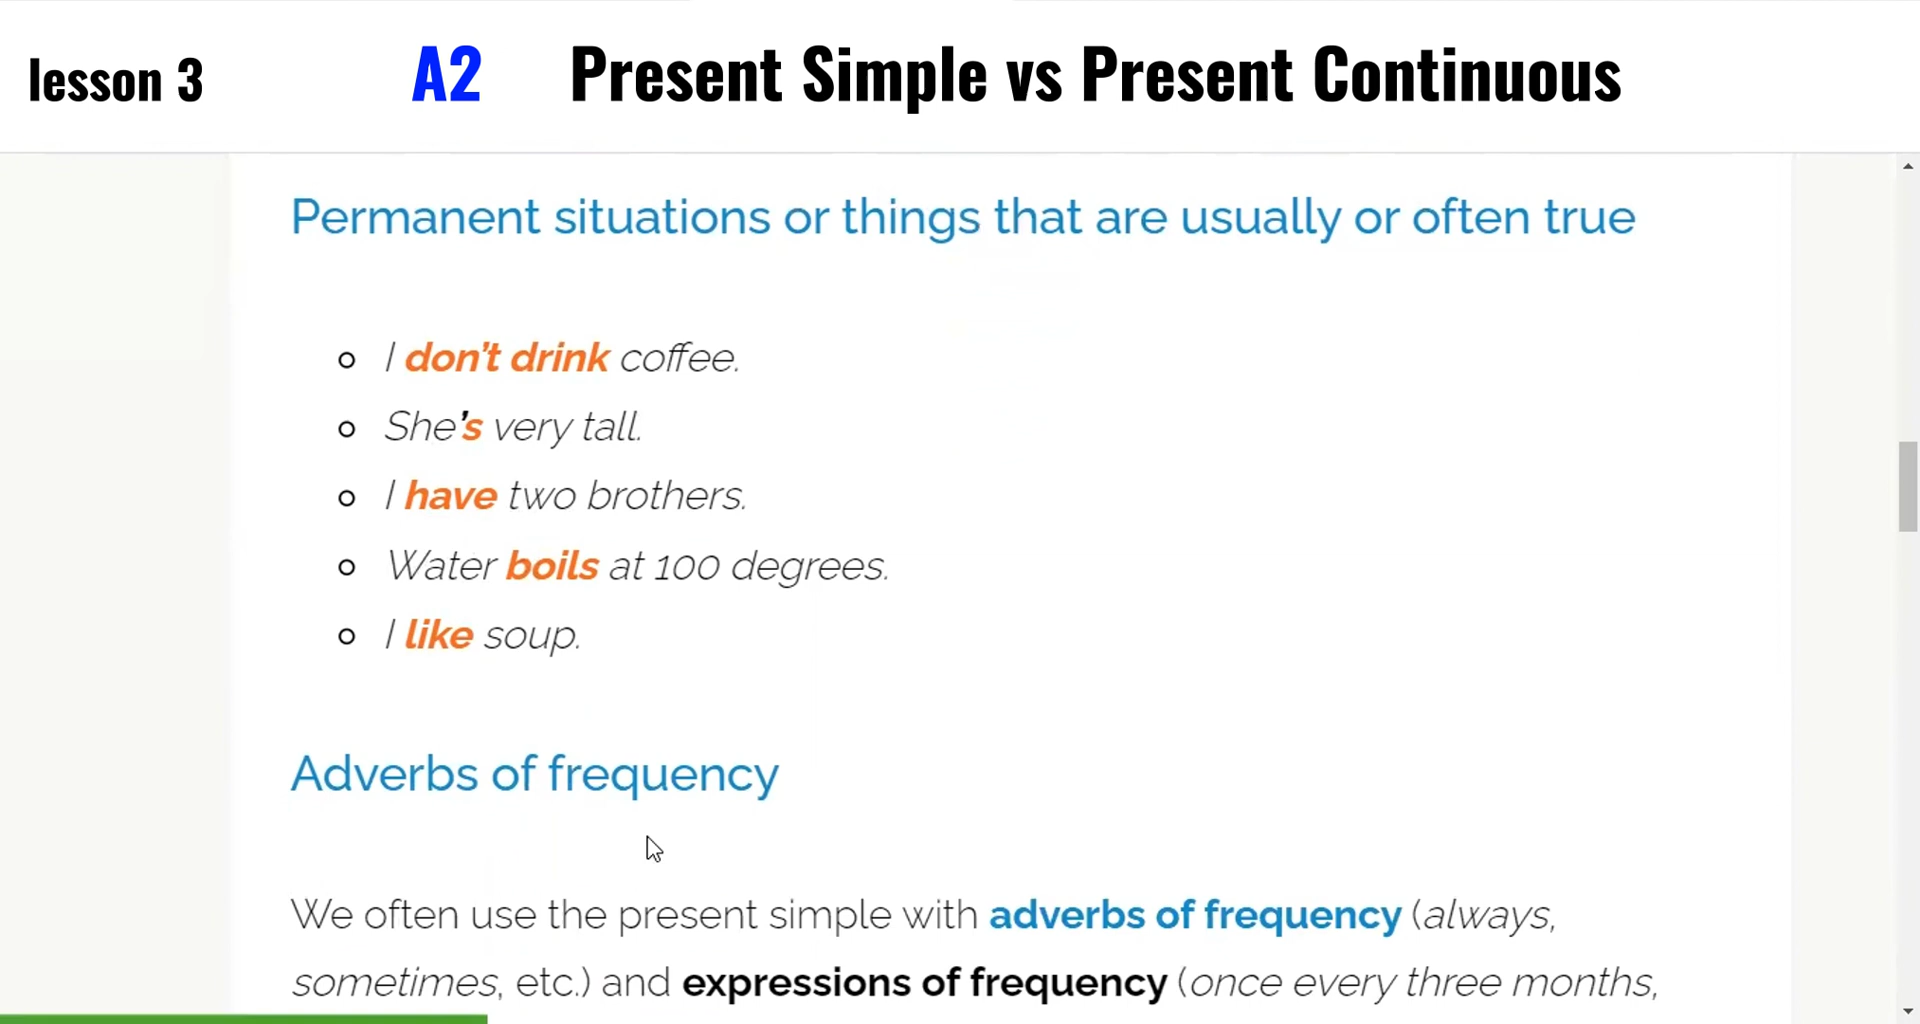 lesson 3 A2 Present Simple vs Present Continuous
Permanent situations or things that are usually or often true
I don't drink coffee.
She's very tall.
I have two brothers.
Water boils at 100 degrees.
I like soup.
Adverbs of frequency
We often use the present simple with adverbs of frequency (always,
sometimes, etc.) and expressions of frequency (once every three months,